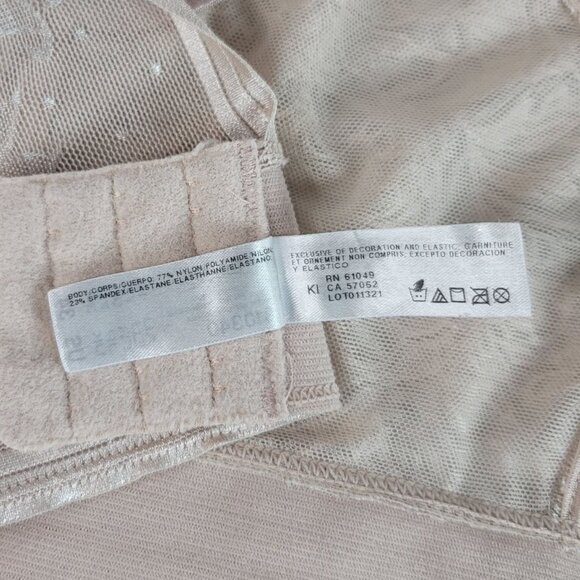 BODY/CORPS/CUERPO: 77% NYLON/POLYAMIDE/NILON,
23% SPANDEX/ELASTANE/ELASTHANNE/ELASTANO,
EXCLUSIVE OF DECORATION AND ELASTIC, GARNITURE
ET ORNEMENT NON COMPRIS, EXCEPTO DECORACION
Y ELASTICO
RN 61049
KI CA 57062
LOT011321